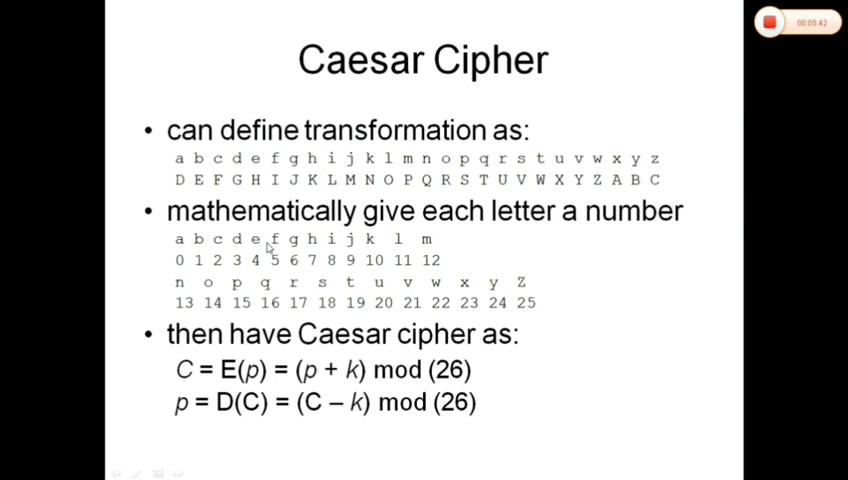 00:05:42
Caesar Cipher
• can define transformation as:
a b c d e f g h i j k l m n o p q r s t u v w x y z
D E F G H I J K L M N O P Q R S T U V W X Y Z A B C
• mathematically give each letter a number
a b c d e f g h i j k l m
0 1 2 3 4 5 6 7 8 9 10 11 12
n o p q r s t u v w x y Z
13 14 15 16 17 18 19 20 21 22 23 24 25
• then have Caesar cipher as:
C = E(p) = (p + k) mod (26)
p = D(C) = (C – k) mod (26)